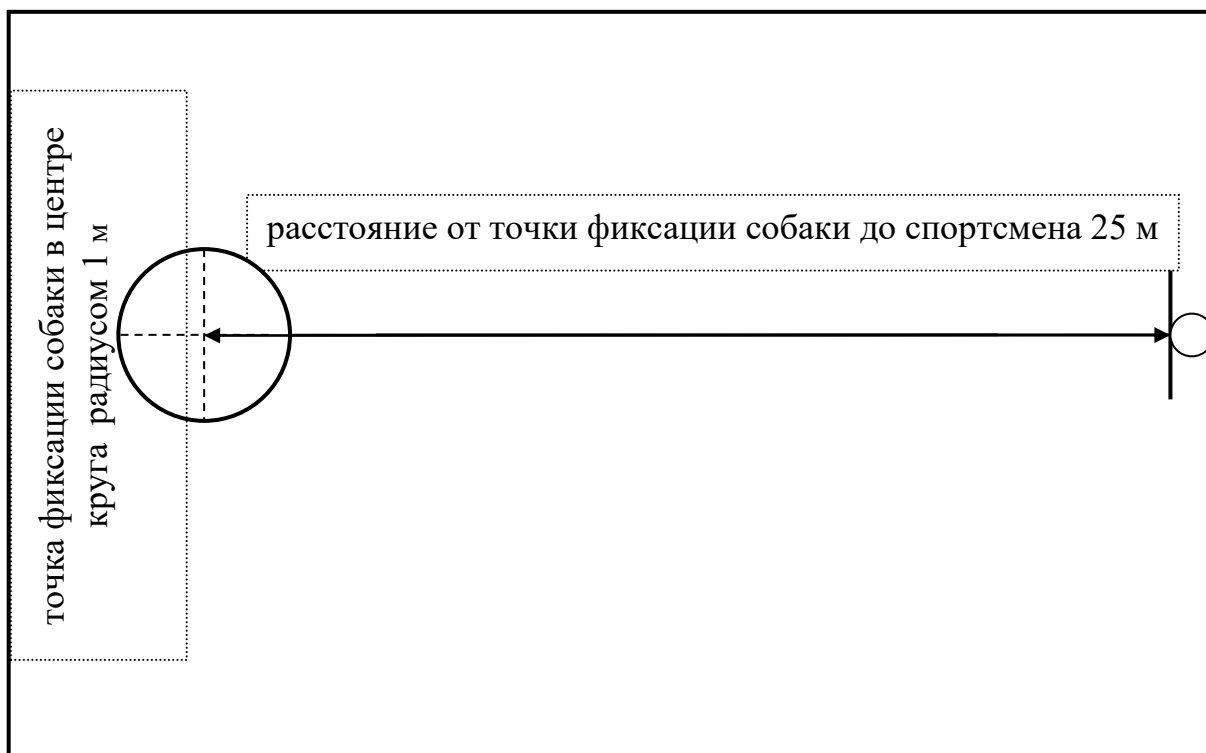 точка фиксации собаки в центре
круга радиусом 1 м
расстояние от точки фиксации собаки до спортсмена 25 м